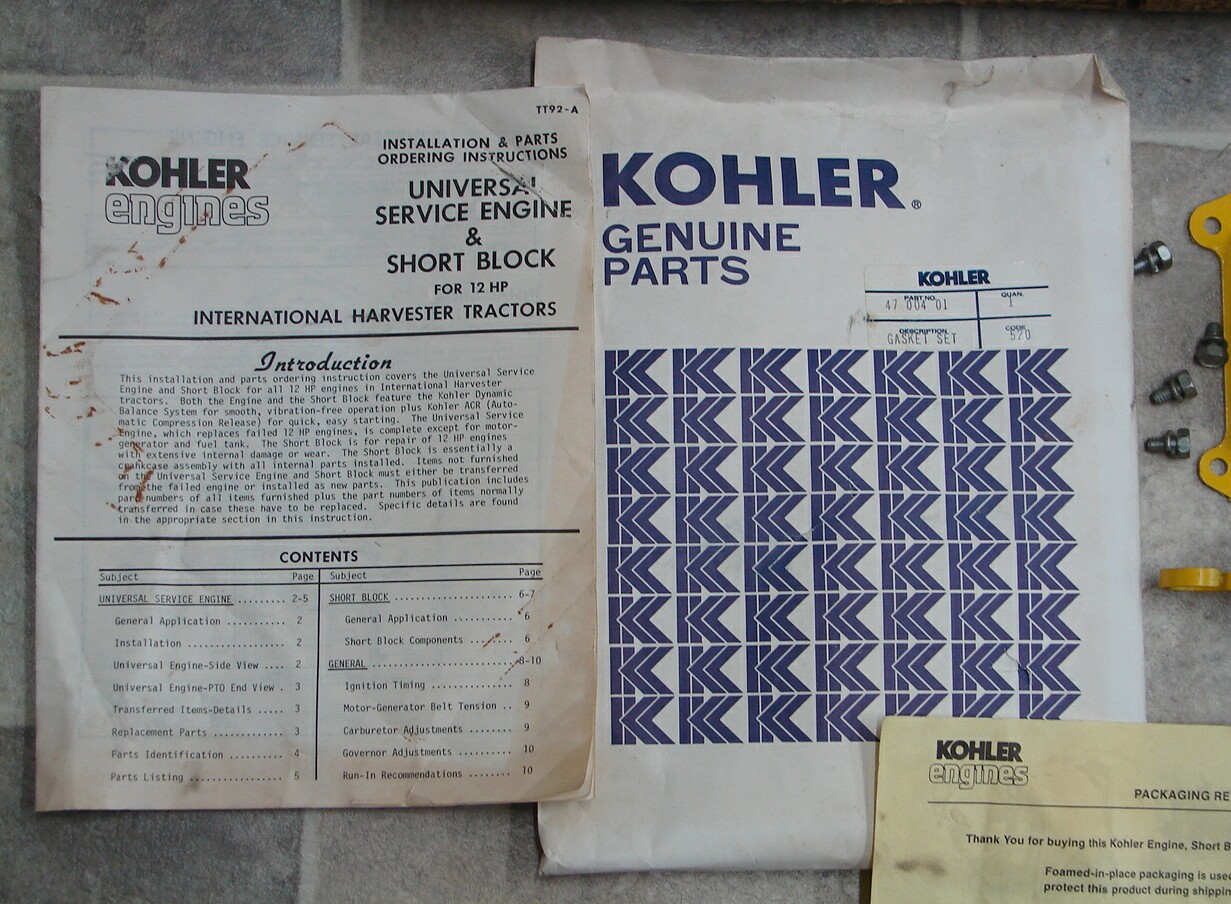 TT92-A
KOHLER
engines
INSTALLATION & PARTS
ORDERING INSTRUCTIONS
UNIVERSAL
SERVICE ENGINE
&
SHORT BLOCK
FOR 12 HP
INTERNATIONAL HARVESTER TRACTORS
Introduction
This installation and parts ordering instruction covers the Universal Service
Engine and Short Block for all 12 HP engines in International Harvester
tractors. Both the Engine and the Short Block feature the Kohler Dynamic
Balance System for smooth, vibration-free operation plus Kohler ACR (Auto-
matic Compression Release) for quick, easy starting. The Universal Service
Engine, which replaces failed 12 HP engines, is complete except for motor-
generator and fuel tank. The Short Block is for repair of 12 HP engines
with extensive internal damage or wear. The Short Block is essentially a
crankcase assembly with all internal parts installed. Items not furnished
on the Universal Service Engine and Short Block must either be transferred
from the failed engine or installed as new parts. This publication includes
part numbers of all items furnished plus the part numbers of items normally
transferred in case these have to be replaced. Specific details are found
in the appropriate section in this instruction.
CONTENTS
Subject Page
UNIVERSAL SERVICE ENGINE ......... 2-5
General Application ........... 2
Installation ........... 2
Universal Engine-Side View .... 2
Universal Engine-PTO End View . 3
Transferred Items-Details ..... 3
Replacement Parts ............. 3
Parts Identification .......... 4
Parts Listing ................. 5
Subject Page
SHORT BLOCK ...................... 6-7
General Application ........... 6
Short Block Components ........ 6
GENERAL .......................... 8-10
Ignition Timing ............... 8
Motor-Generator Belt Tension .. 9
Carburetor Adjustments ........ 9
Governor Adjustments .......... 10
Run-In Recommendations ........ 10
KOHLER®
GENUINE
PARTS
KOHLER
PART NO. QUAN.
47 004 01 1
DESCRIPTION CODE
GASKET SET 520
KOHLER
engines
PACKAGING RE
Thank You for buying this Kohler Engine, Short B
Foamed-in-place packaging is used
protect this product during shippin